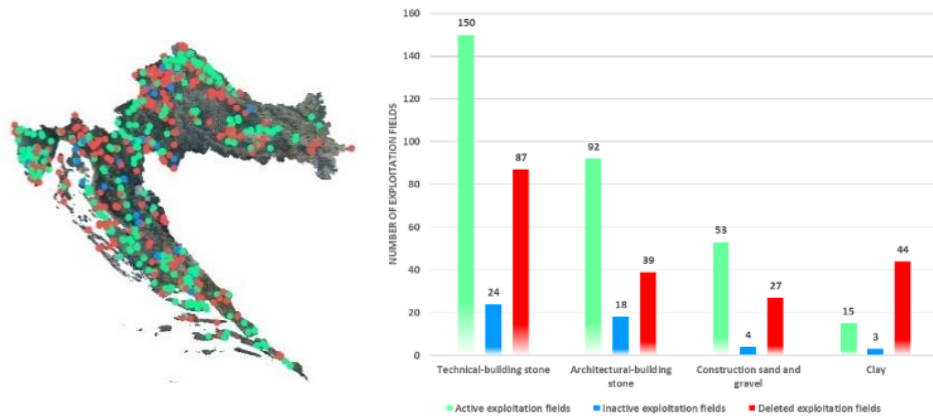 160
150
140
120
100
80
60
40
20
0
NUMBER OF EXPLOITATION FIELDS
24
87
92
18
39
53
4
27
15
3
44
Technical-building stone
Architectural-building
stone
Construction sand and
gravel
Clay
Active exploitation fields
Inactive exploitation fields
Deleted exploitation fields